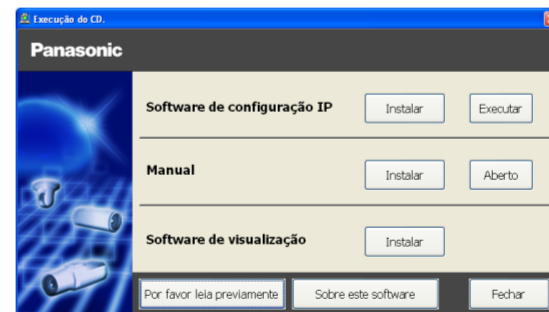 Execução do CD.
Panasonic
Software de configuração IP Instalar Executar
Manual Instalar Aberto
Software de visualização Instalar
Por favor leia previamente Sobre este software Fechar